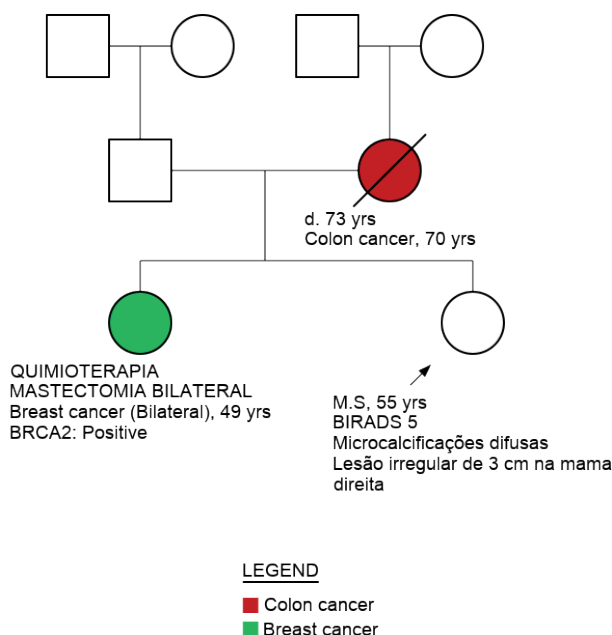 d. 73 yrs
Colon cancer, 70 yrs
QUIMIOTERAPIA
MASTECTOMIA BILATERAL
Breast cancer (Bilateral), 49 yrs
BRCA2: Positive
M.S, 55 yrs
BIRADS 5
Microcalcificações difusas
Lesão irregular de 3 cm na mama
direita
LEGEND
Colon cancer
Breast cancer